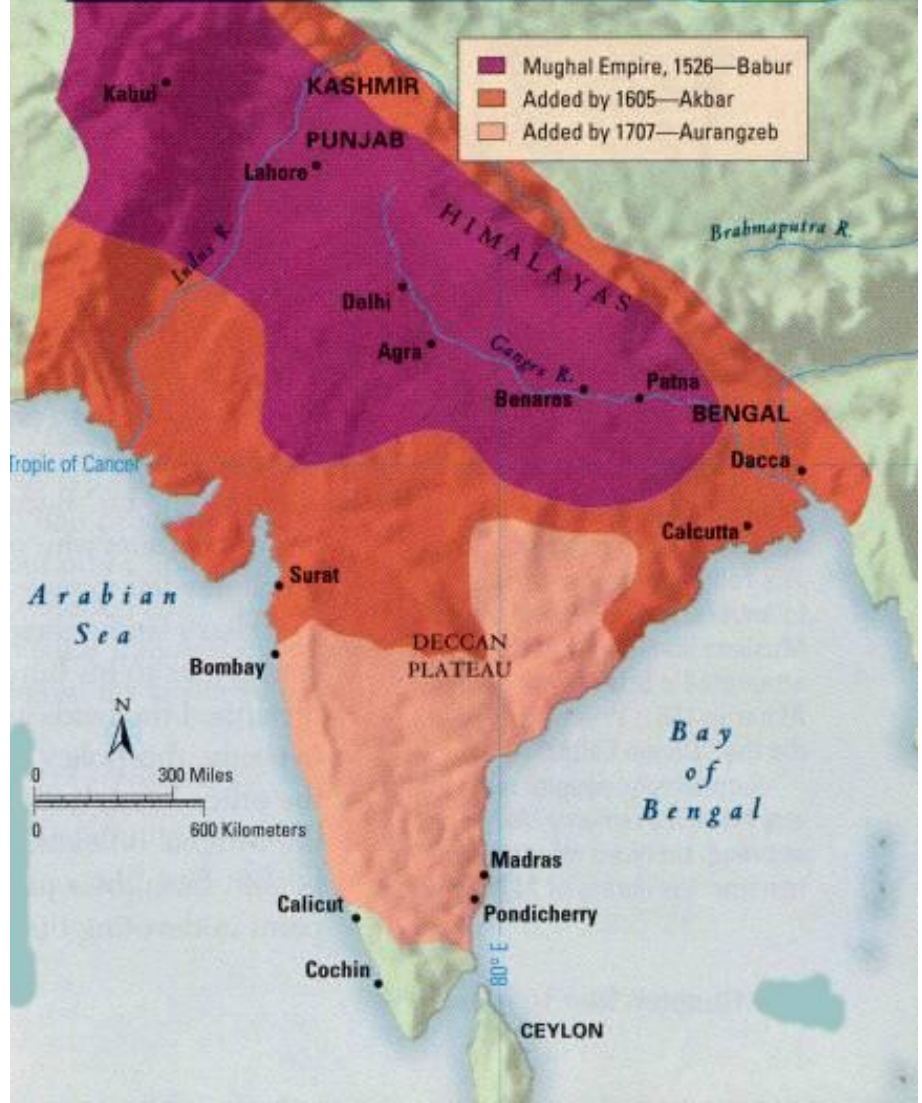 Mughal Empire, 1526—Babur
Added by 1605—Akbar
Added by 1707—Aurangzeb
Kabul
KASHMIR
PUNJAB
Lahore
HIMALAYAS
Brahmaputra R.
Indus R.
Delhi
Agra
Ganges R.
Benares
Patna
BENGAL
Tropic of Cancer
Dacca
Calcutta
Surat
Arabian
Sea
DECCAN
PLATEAU
Bombay
N
0 300 Miles
0 600 Kilometers
Bay
of
Bengal
Madras
Calicut
Pondicherry
80° E
Cochin
CEYLON